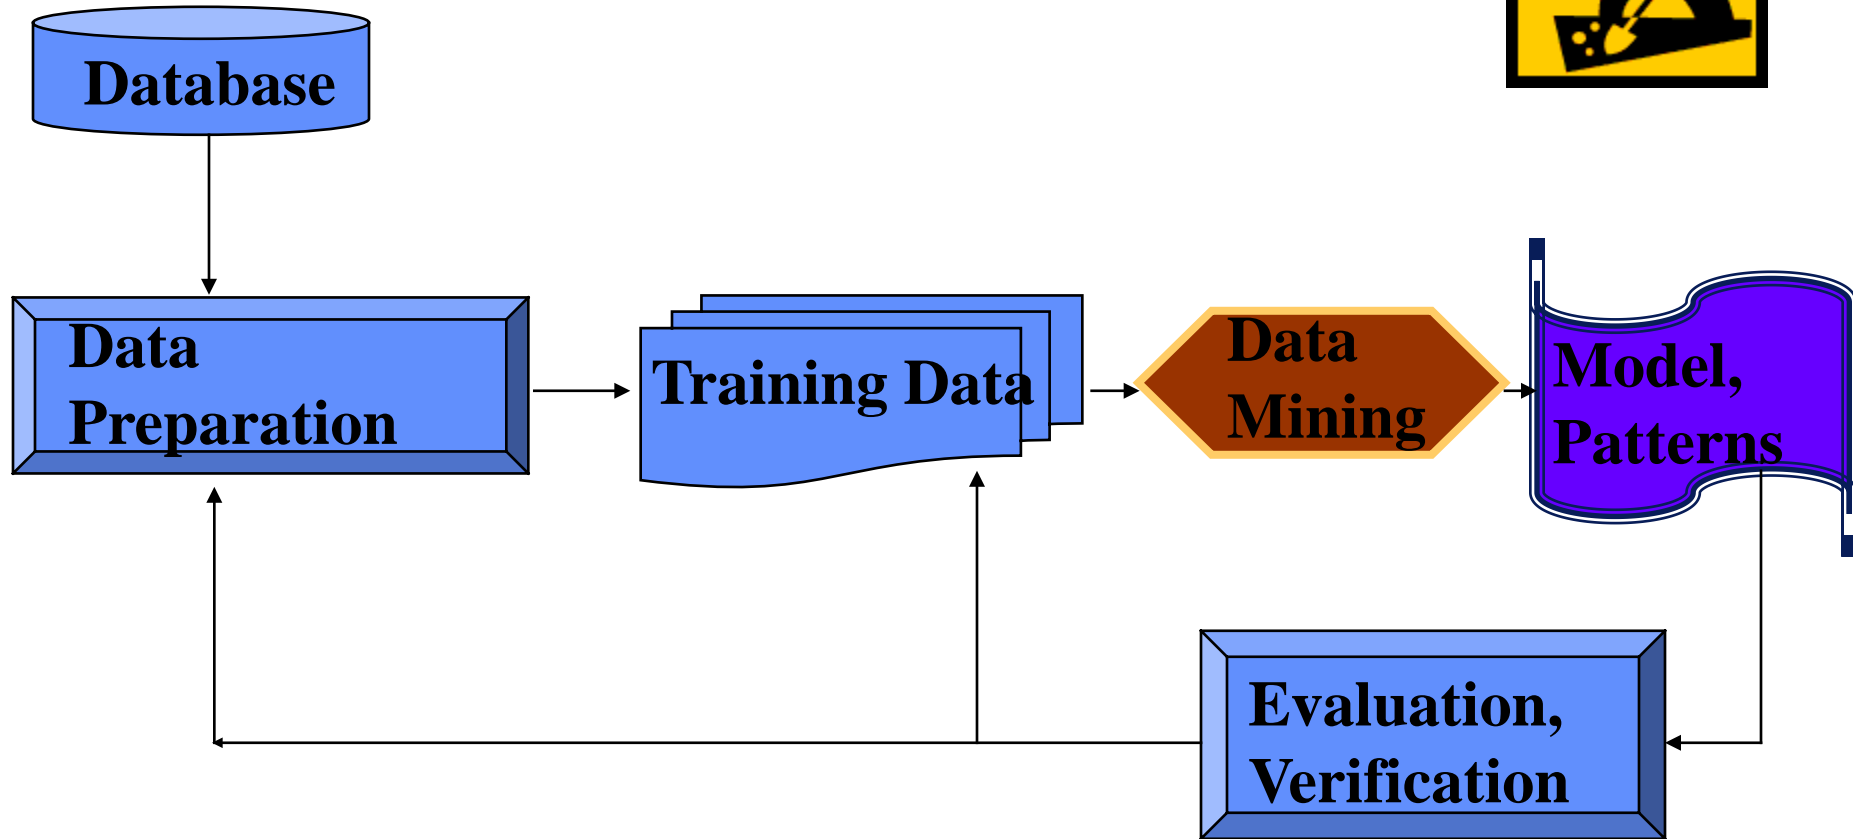 Database
Data
Preparation
Training Data
Data
Mining
Model,
Patterns
Evaluation,
Verification